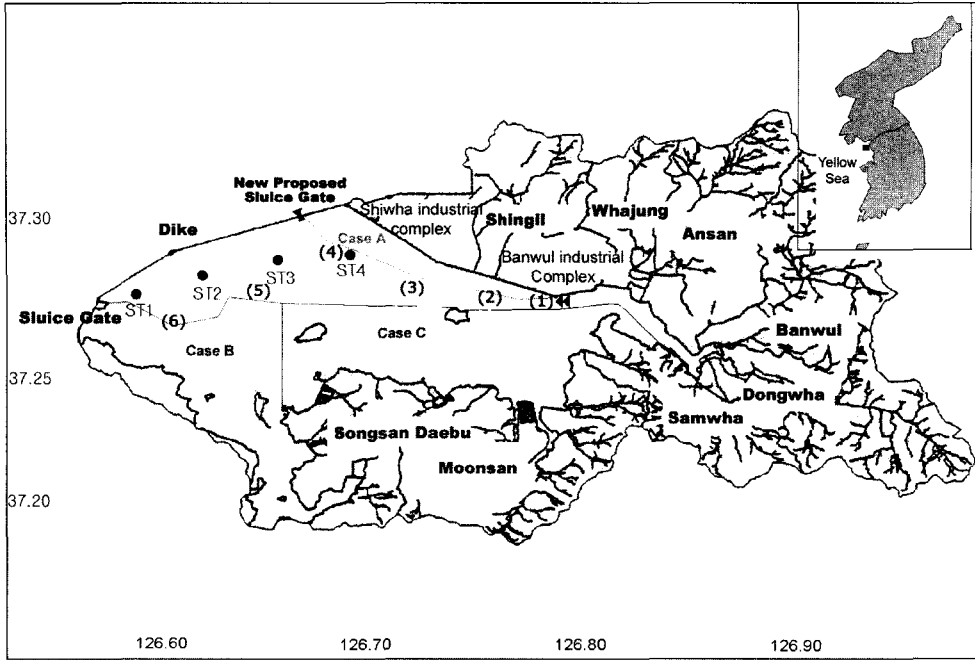 Yellow
Sea
New Proposed
Sluice Gate
37.30
Shiwha industrial
complex
Shingil
Whajung
Ansan
Dike
Case A
(4)
ST4
ST3
ST2
ST1
Banwul industrial
Complex
(3)
(2)
(1)
(5)
(6)
Sluice Gate
Case B
Case C
Banwul
37.25
Dongwha
Samwha
Songsan Daebu
Moonsan
37.20
126.60
126.70
126.80
126.90